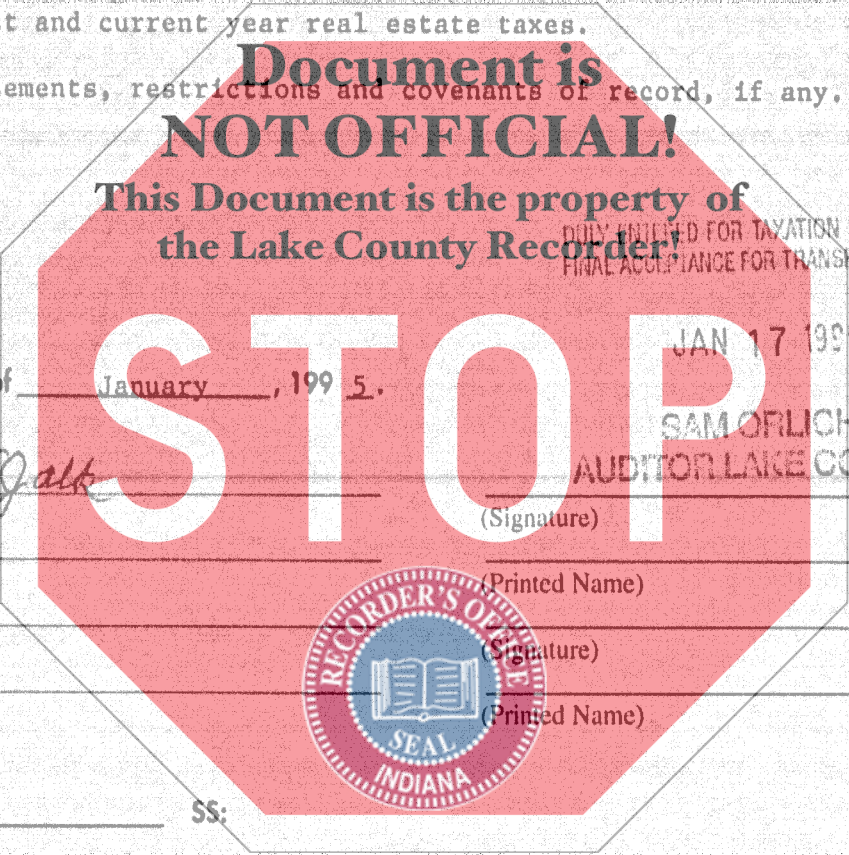 t and current year real estate taxes.
Document is
ements, restrictions and covenants of record, if any.
NOT OFFICIAL!
This Document is the property of
DULY ENTERED FOR TAXATION
the Lake County Recorder!
FINAL ACCEPTANCE FOR TRANS
STOP
JAN 17 199
of January, 1995.
SAM ORLICH
AUDITOR LAKE CO
(Signature)
(Printed Name)
RECORDER'S OFFICE
(Signature)
(Printed Name)
SEAL
INDIANA
SS: